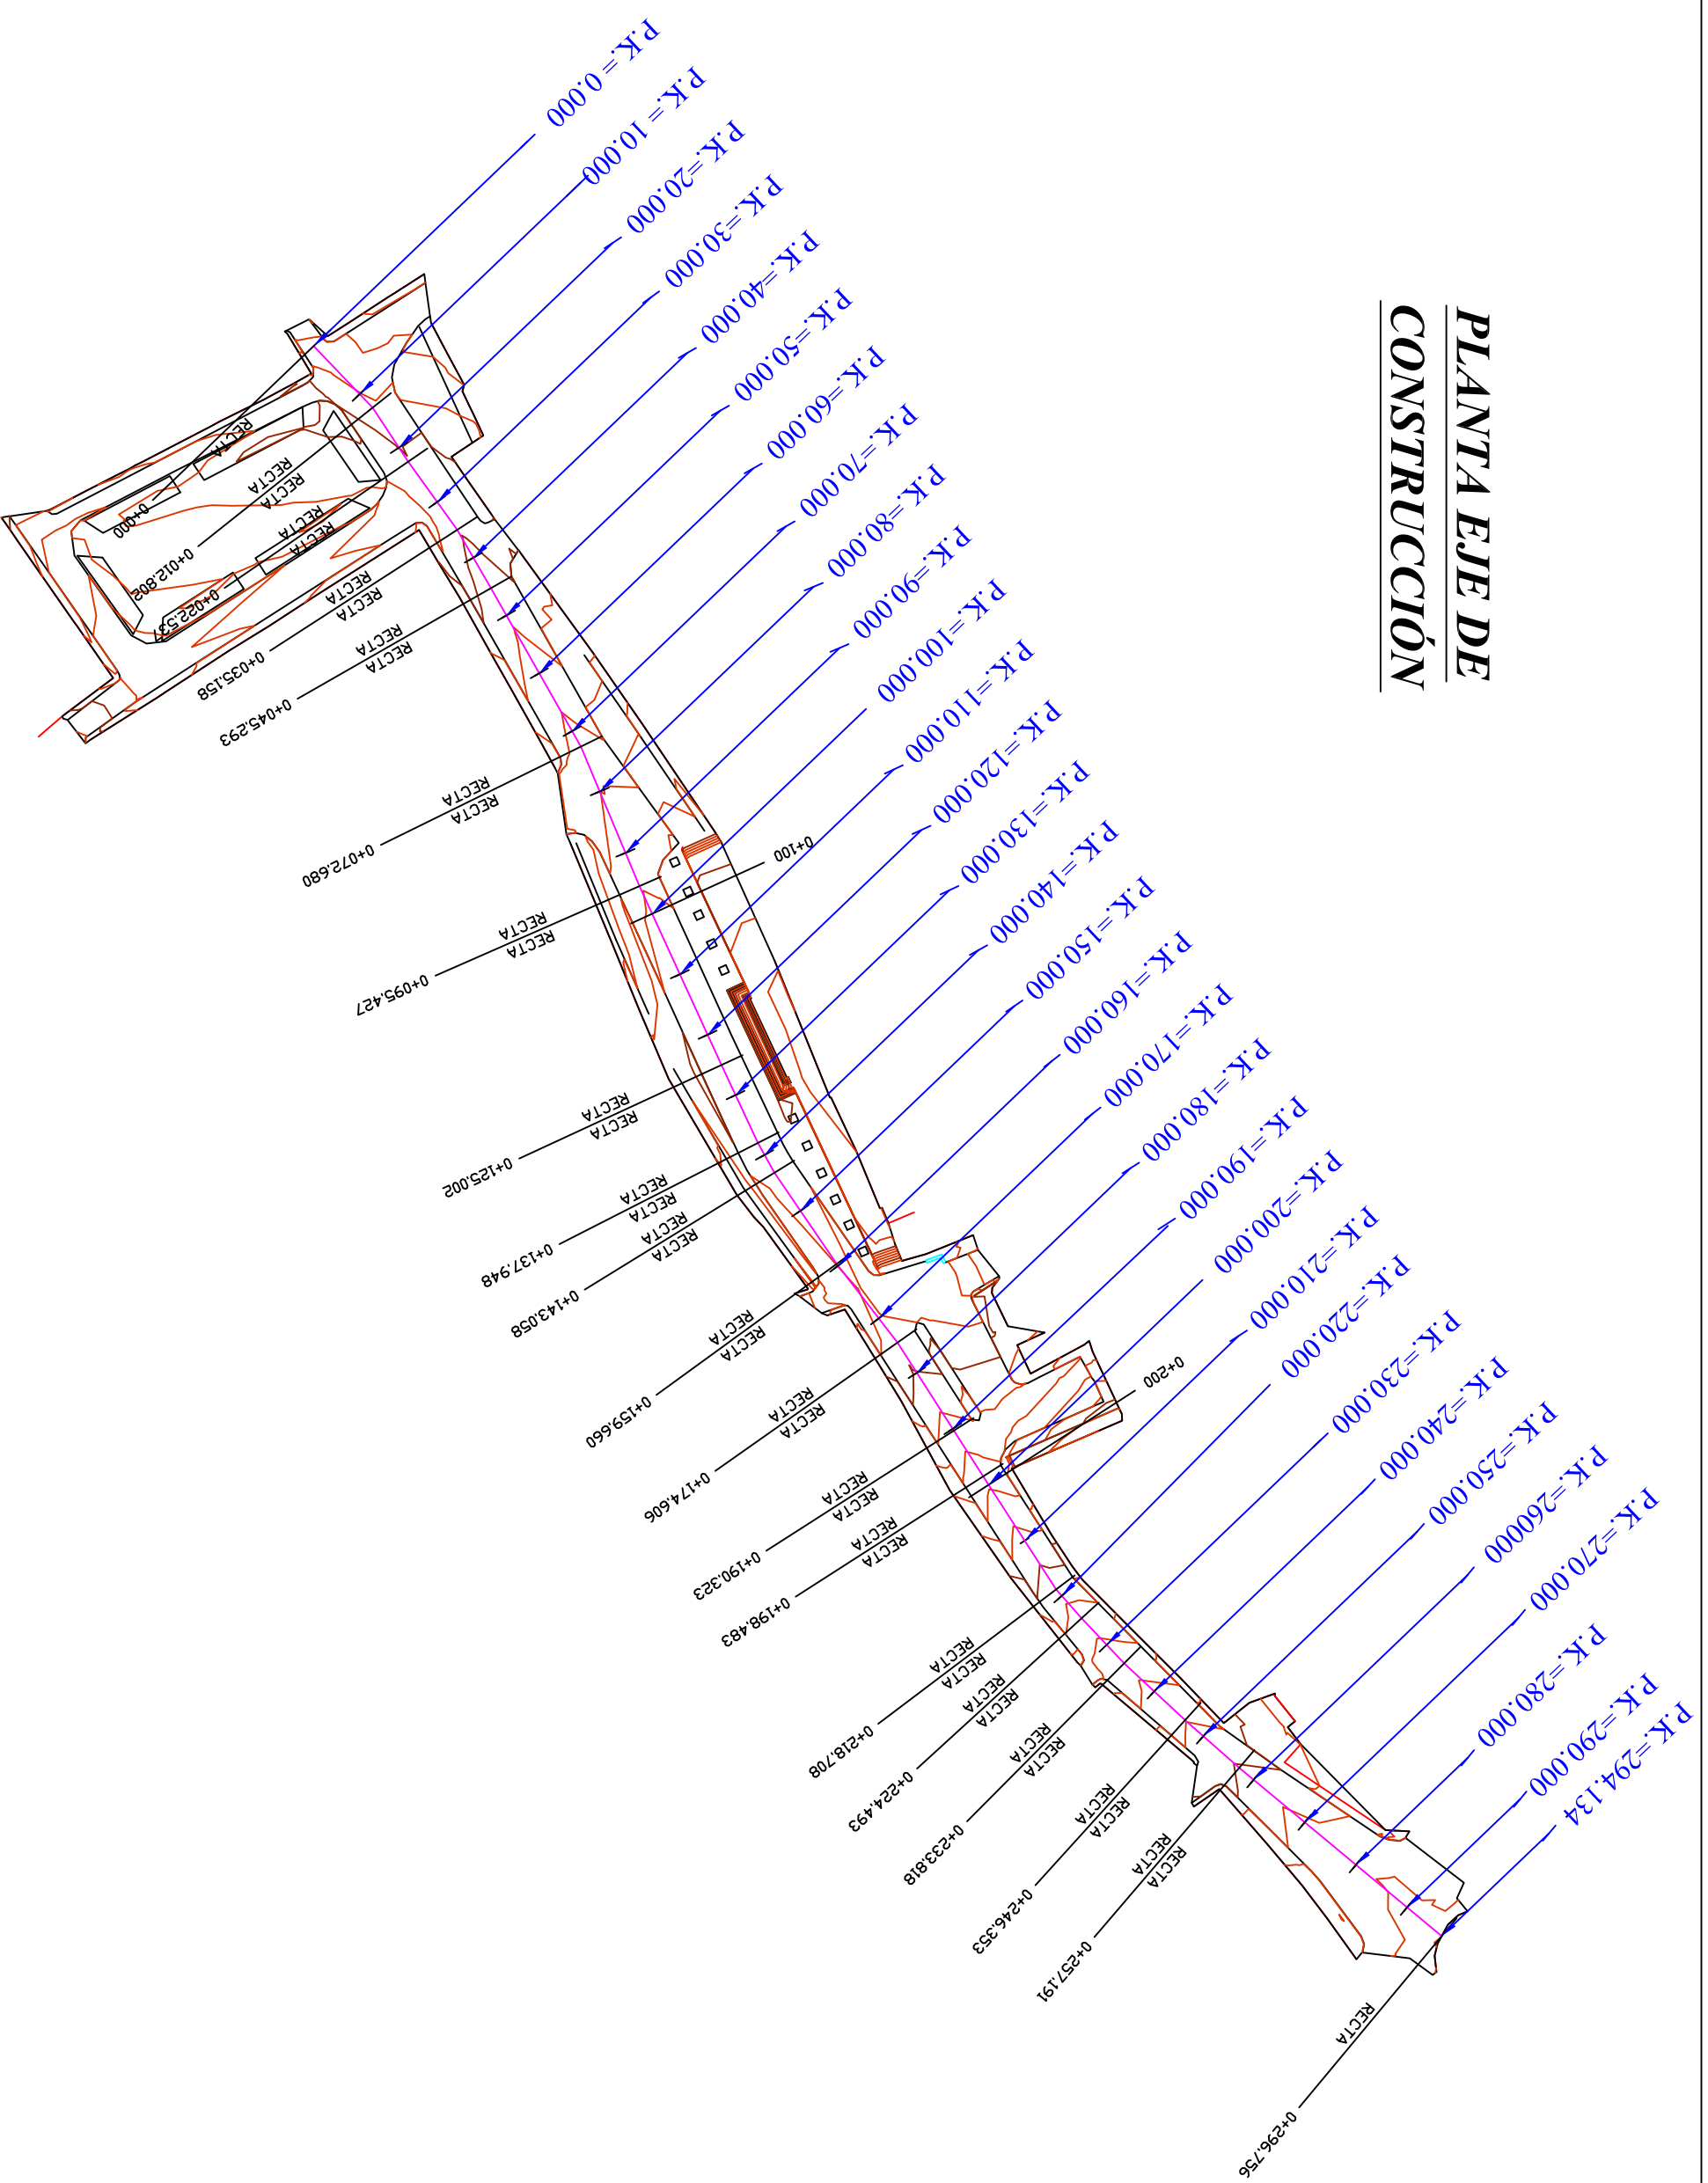 PLANTA EJE DE
CONSTRUCCIÓN
P.K.= 0.000
P.K.= 10.000
P.K.=20.000
P.K.=30.000
P.K.=40.000
P.K.=50.000
P.K.=60.000
P.K.=70.000
P.K.=80.000
P.K.=90.000
P.K.=100.000
P.K.=110.000
P.K.=120.000
P.K.=130.000
P.K.=140.000
P.K.=150.000
P.K.=160.000
P.K.=170.000
P.K.=180.000
P.K.=190.000
P.K.=200.000
P.K.=210.000
P.K.=220.000
P.K.=230.000
P.K.=240.000
P.K.=250.000
P.K.=260000
P.K.=270.000
P.K.=280.000
P.K.=290.000
P.K=294.134
RECTA
0+000
RECTA
RECTA
0+012.802
RECTA
RECTA
0+022.537
RECTA
RECTA
0+035.158
RECTA
RECTA
0+045.293
RECTA
RECTA
0+072.680
RECTA
RECTA
0+095.427
0+100
RECTA
RECTA
0+125.002
RECTA
RECTA
0+137.948
RECTA
RECTA
0+143.058
RECTA
RECTA
0+159.660
RECTA
RECTA
0+174.606
RECTA
RECTA
0+190.323
RECTA
RECTA
0+198.483
0+200
RECTA
RECTA
0+218.708
RECTA
RECTA
0+224.493
RECTA
RECTA
0+233.818
RECTA
RECTA
0+246.353
RECTA
RECTA
0+257.191
RECTA
0+296.756